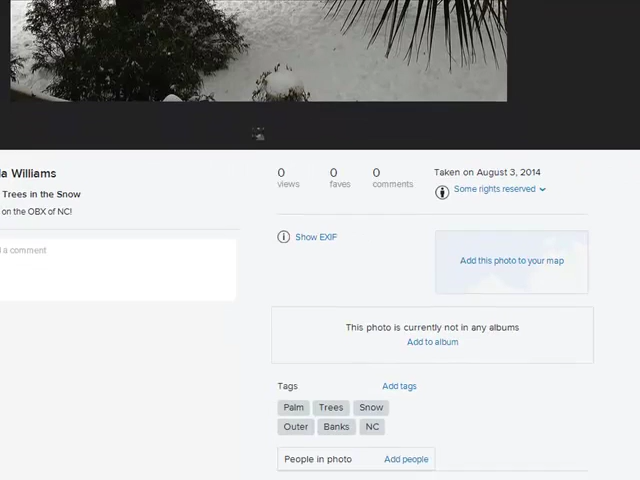 Williams
Trees in the Snow
on the OBX of NC!
a comment
0 0 0
views faves comments
Taken on August 3, 2014
Some rights reserved
Show EXIF
Add this photo to your map
This photo is currently not in any albums
Add to album
Tags Add tags
Palm Trees Snow
Outer Banks NC
People in photo Add people